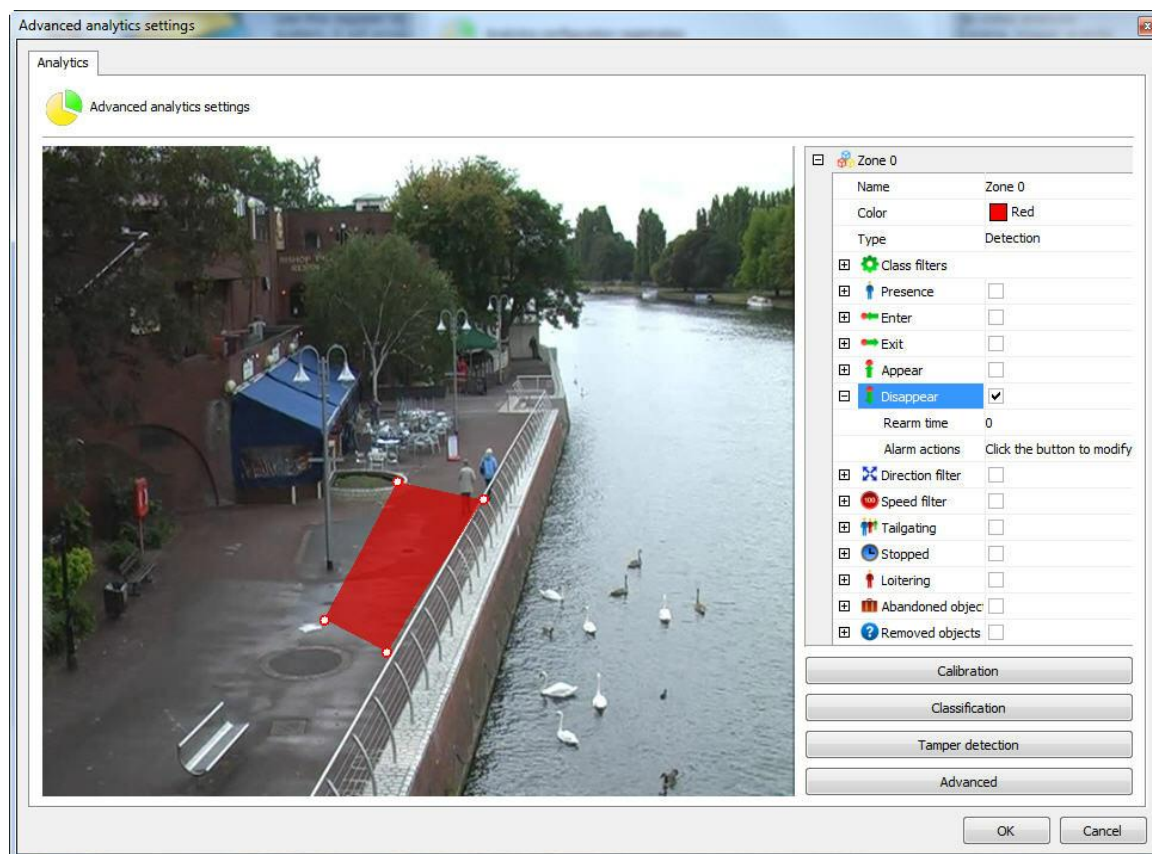 Advanced analytics settings
Analytics
Advanced analytics settings
Zone 0
Name Zone 0
Color Red
Type Detection
Class filters
Presence
Enter
Exit
Appear
Disappear
Rearm time 0
Alarm actions Click the button to modify
Direction filter
100 Speed filter
Tailgating
Stopped
Loitering
Abandoned objec
Removed objects
Calibration
Classification
Tamper detection
Advanced
OK Cancel
BISHOP